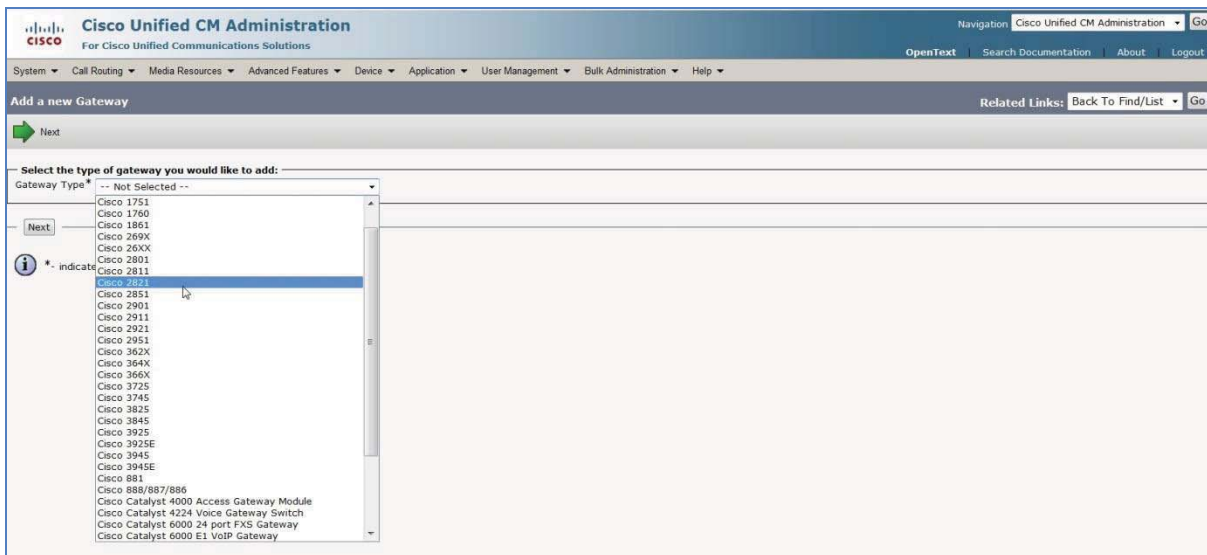 cisco
Cisco Unified CM Administration
For Cisco Unified Communications Solutions
Navigation Cisco Unified CM Administration Go
OpenText Search Documentation About Logout
System Call Routing Media Resources Advanced Features Device Application User Management Bulk Administration Help
Add a new Gateway
Related Links: Back To Find/List Go
Next
Select the type of gateway you would like to add:
Gateway Type* -- Not Selected --
Next
*- indicate
Cisco 1751
Cisco 1760
Cisco 1861
Cisco 269X
Cisco 26XX
Cisco 2801
Cisco 2811
Cisco 2821
Cisco 2851
Cisco 2901
Cisco 2911
Cisco 2921
Cisco 2951
Cisco 362X
Cisco 364X
Cisco 366X
Cisco 3725
Cisco 3745
Cisco 3825
Cisco 3845
Cisco 3925
Cisco 3925E
Cisco 3945
Cisco 3945E
Cisco 881
Cisco 888/887/886
Cisco Catalyst 4000 Access Gateway Module
Cisco Catalyst 4224 Voice Gateway Switch
Cisco Catalyst 6000 24 port FXS Gateway
Cisco Catalyst 6000 E1 VoIP Gateway